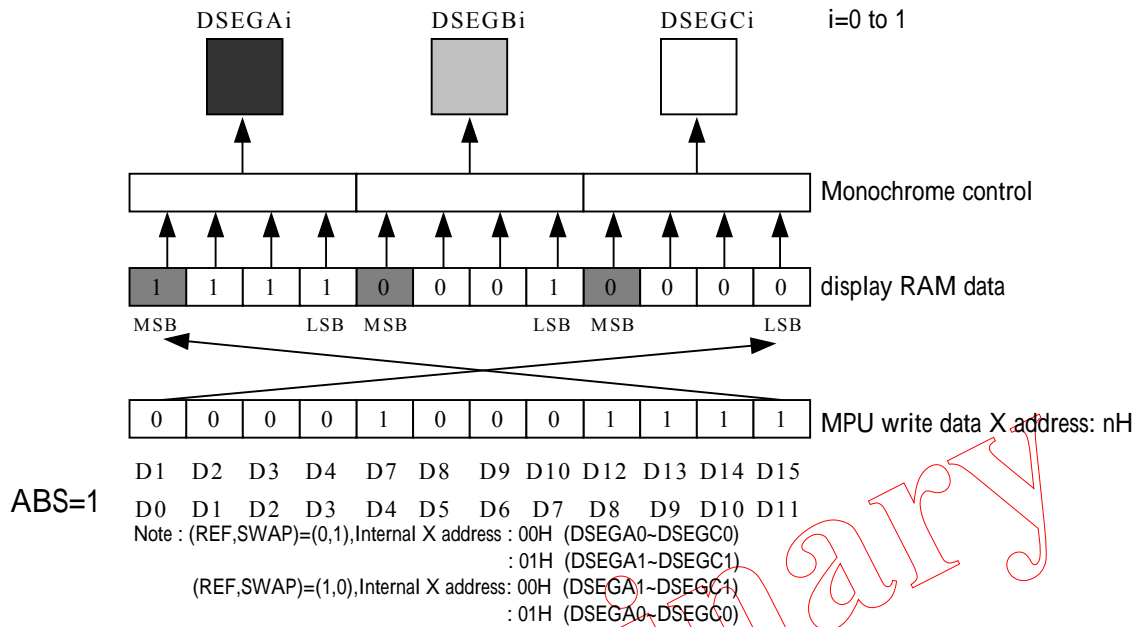 DSEGAi DSEGBi DSEGCi i=0 to 1
Monochrome control
1 1 1 1 0 0 0 1 0 0 0 0 display RAM data
MSB LSB MSB LSB MSB LSB
0 0 0 0 1 0 0 0 1 1 1 1 MPU write data X address: nH
D1 D2 D3 D4 D7 D8 D9 D10 D12 D13 D14 D15
ABS=1 D0 D1 D2 D3 D4 D5 D6 D7 D8 D9 D10 D11
Note : (REF,SWAP)=(0,1),Internal X address : 00H (DSEGA0~DSEGC0)
: 01H (DSEGA1~DSEGC1)
(REF,SWAP)=(1,0),Internal X address: 00H (DSEGA1~DSEGC1)
: 01H (DSEGA0~DSEGC0)
inary